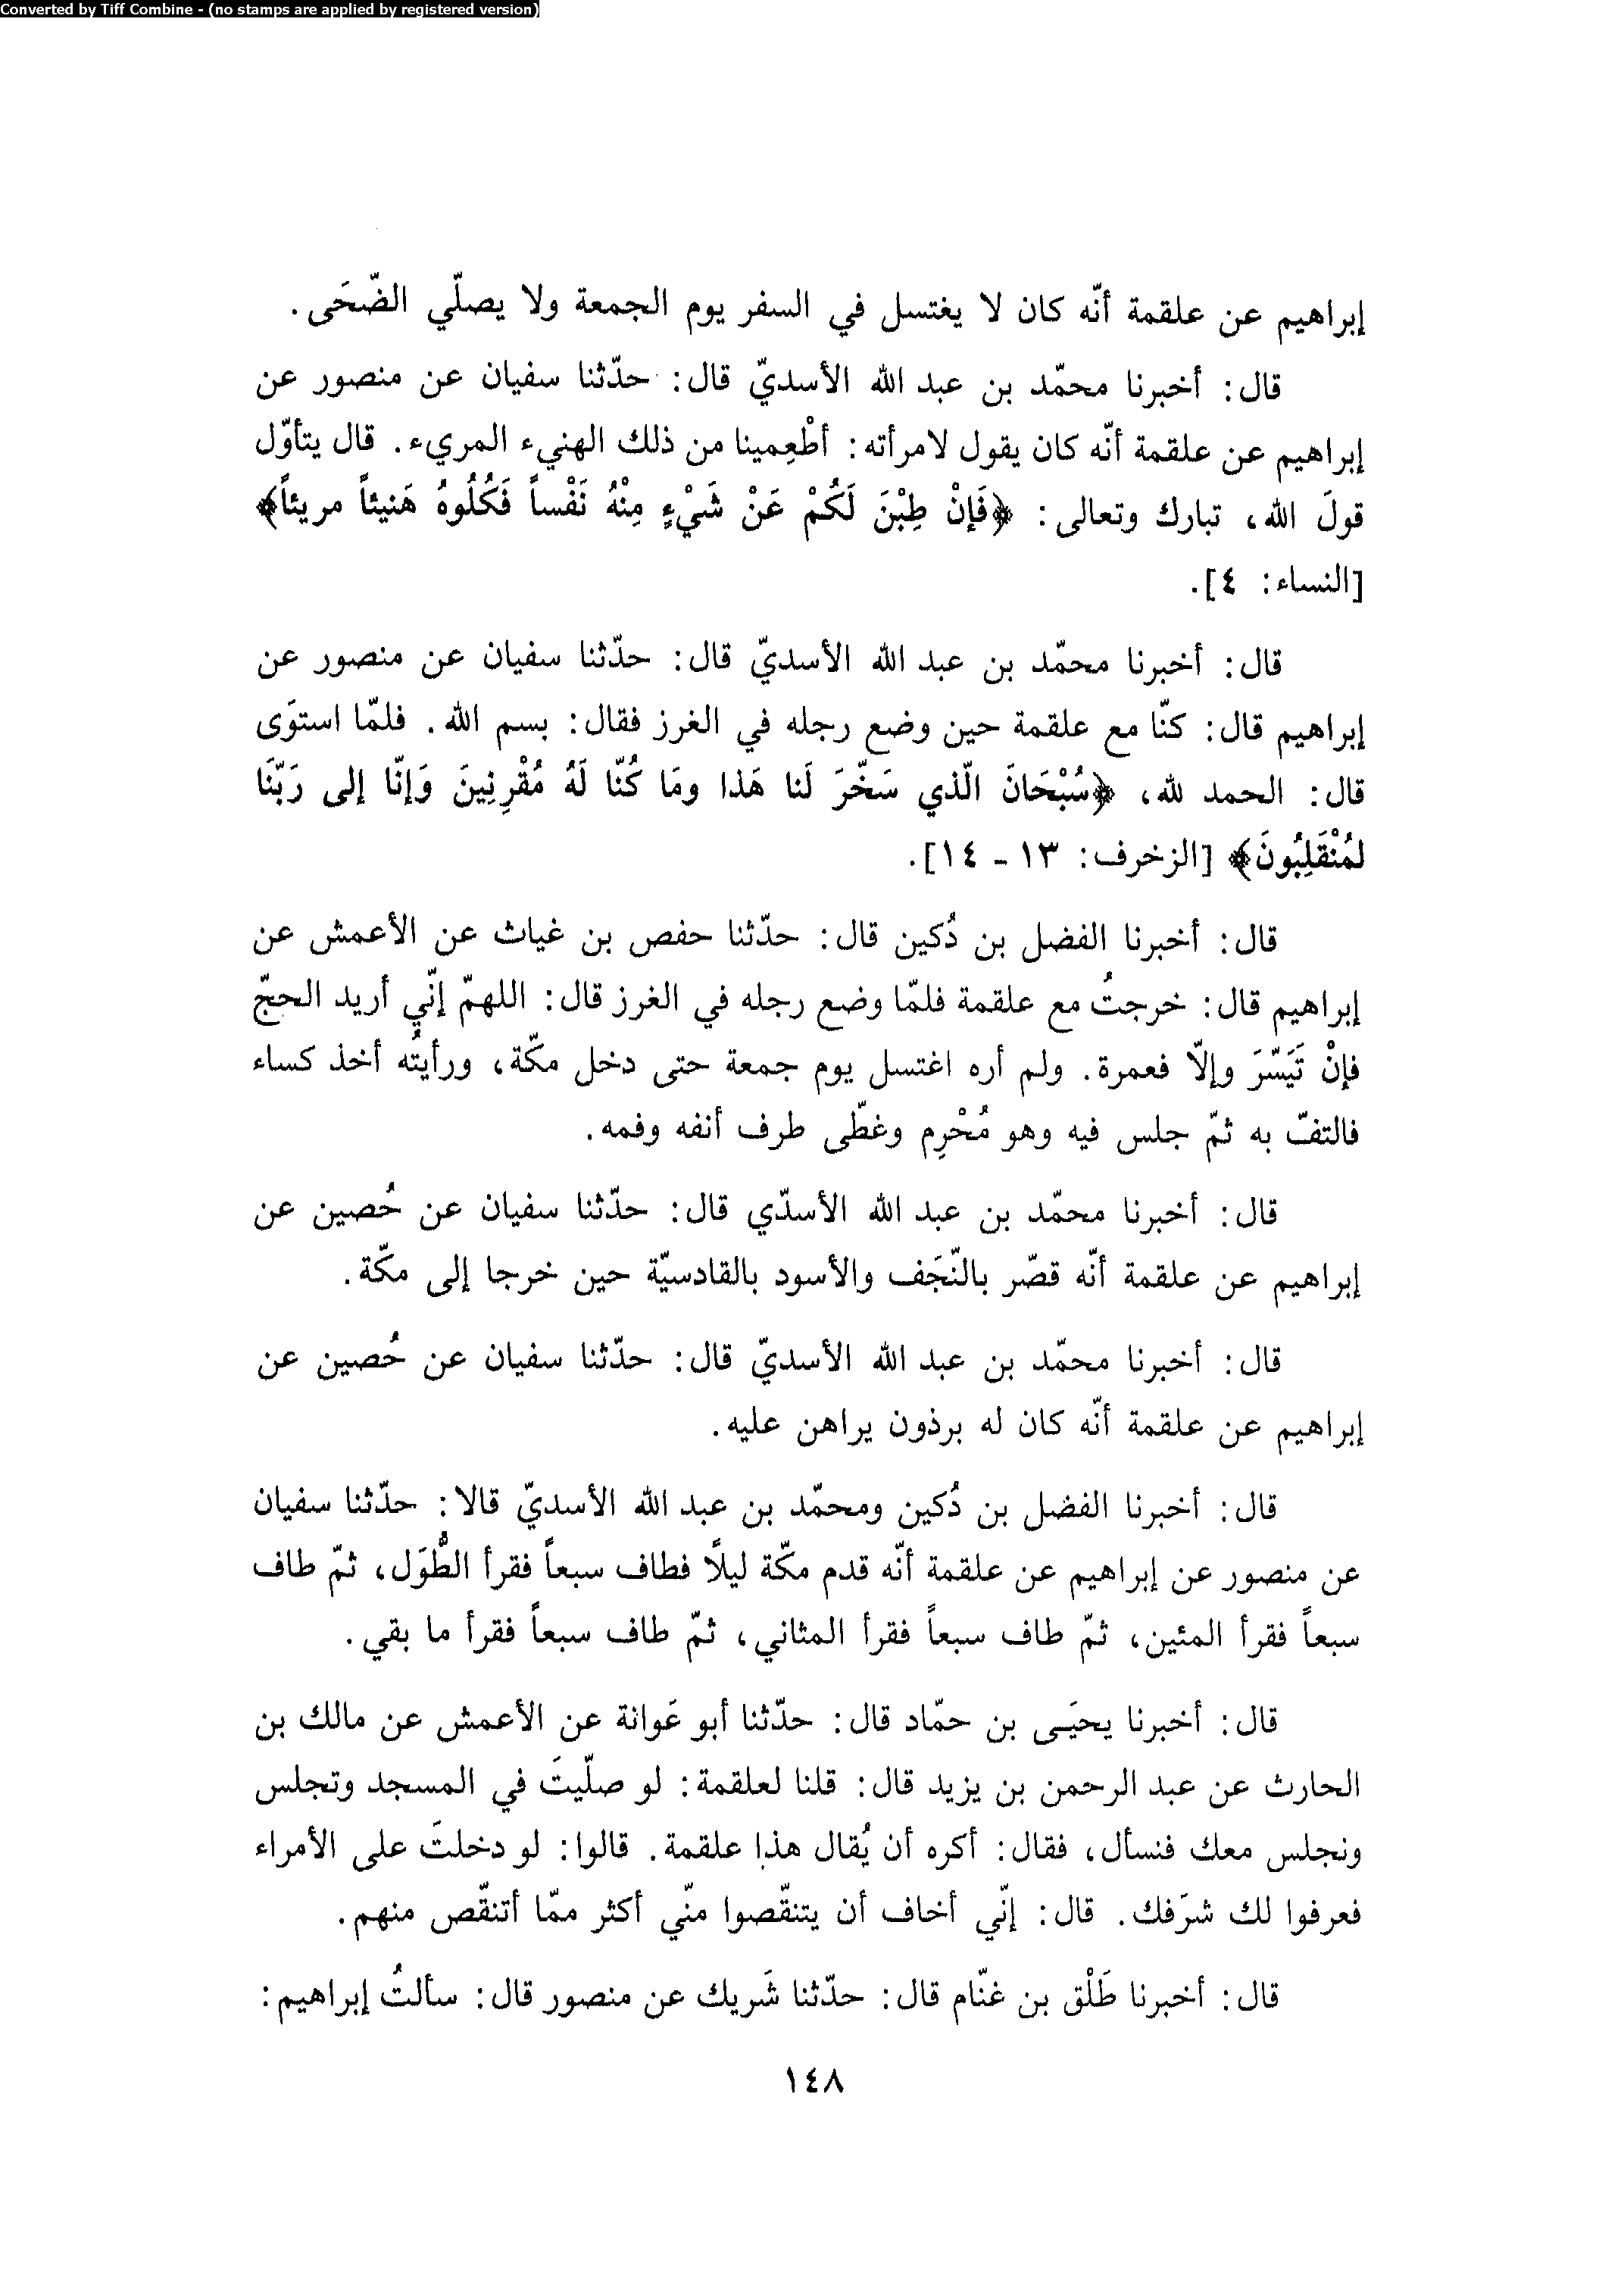 Converted by Tiff Combine - (no stamps are applied by registered version)
إبراهيم عن علقمة أنّه كان لا يغتسل في السفر يوم الجمعة ولا يصلّي الضّحَى.
قال: أخبرنا محمّد بن عبد الله الأسديّ قال: حدّثنا سفيان عن منصور عن
إبراهيم عن علقمة أنّه كان يقول لامرأته: أطْعِمينا من ذلك الهنيء المريء. قال يتأوّل
قولَ الله، تبارك وتعالى: ﴿فَإنْ طِبْنَ لَكُمْ عَنْ شَيْءٍ مِنْهُ نَفْساً فَكُلُوهُ هَنيئاً مريئاً﴾
[النساء: ٤].
قال: أخبرنا محمّد بن عبد الله الأسديّ قال: حدّثنا سفيان عن منصور عن
إبراهيم قال: كنّا مع علقمة حين وضع رجله في الغرز فقال: بسم الله. فلمّا استوَى
قال: الحمد لله، ﴿سُبْحَانَ الّذي سَخّرَ لَنا هَذا ومَا كُنّا لَهُ مُقْرِنِينَ وَإنّا إلى رَبّنَا
لمُنْقَلِبُونَ﴾ [الزخرف: ١٣ - ١٤].
قال: أخبرنا الفضل بن دُكين قال: حدّثنا حفص بن غياث عن الأعمش عن
إبراهيم قال: خرجتُ مع علقمة فلمّا وضع رجله في الغرز قال: اللهمّ إنّي أريد الحجّ
فإنْ تَيَسّرَ وإلاّ فعمرة. ولم أره اغتسل يوم جمعة حتى دخل مكّة، ورأيتُه أخذ كساء
فالتفّ به ثمّ جلس فيه وهو مُحْرِم وغطّى طرف أنفه وفمه.
قال: أخبرنا محمّد بن عبد الله الأسدّي قال: حدّثنا سفيان عن حُصين عن
إبراهيم عن علقمة أنّه قصّر بالنّجَف والأسود بالقادسيّة حين خرجا إلى مكّة.
قال: أخبرنا محمّد بن عبد الله الأسديّ قال: حدّثنا سفيان عن حُصين عن
إبراهيم عن علقمة أنّه كان له برذون يراهن عليه.
قال: أخبرنا الفضل بن دُكين ومحمّد بن عبد الله الأسديّ قالا: حدّثنا سفيان
عن منصور عن إبراهيم عن علقمة أنّه قدم مكّة ليلًا فطاف سبعاً فقرأ الطُّوَل، ثمّ طاف
سبعاً فقرأ المئين، ثمّ طاف سبعاً فقرأ المثاني، ثمّ طاف سبعاً فقرأ ما بقي.
قال: أخبرنا يحيَى بن حمّاد قال: حدّثنا أبو عَوانة عن الأعمش عن مالك بن
الحارث عن عبد الرحمن بن يزيد قال: قلنا لعلقمة: لو صلّيتَ في المسجد وتجلس
ونجلس معك فنسأل، فقال: أكره أن يُقال هذا علقمة. قالوا: لو دخلتَ على الأمراء
فعرفوا لك شرَفك. قال: إنّي أخاف أن يتنقّصوا منّي أكثر ممّا أتنقّص منهم.
قال: أخبرنا طَلْق بن غنّام قال: حدّثنا شَريك عن منصور قال: سألتُ إبراهيم:
١٤٨